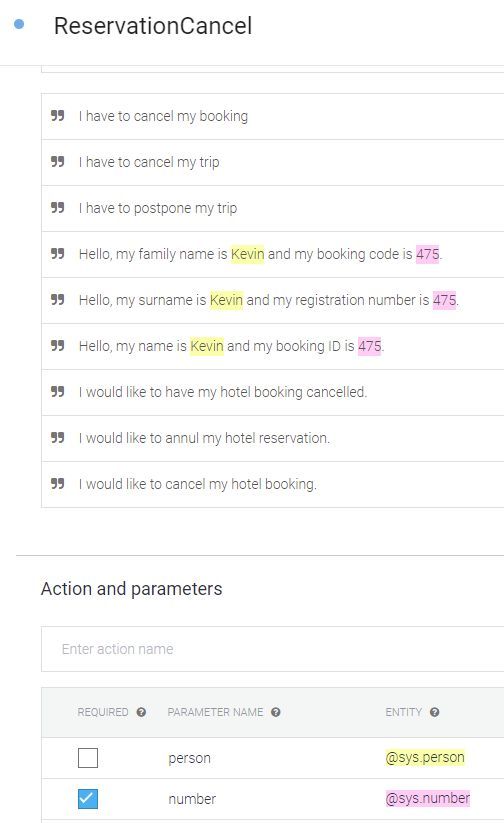 ReservationCancel
I have to cancel my booking
I have to cancel my trip
I have to postpone my trip
Hello, my family name is Kevin and my booking code is 475.
Hello, my surname is Kevin and my registration number is 475.
Hello, my name is Kevin and my booking ID is 475.
I would like to have my hotel booking cancelled.
I would like to annul my hotel reservation.
I would like to cancel my hotel booking.
Action and parameters
Enter action name
REQUIRED ? PARAMETER NAME ? ENTITY ?
person @sys.person
number @sys.number